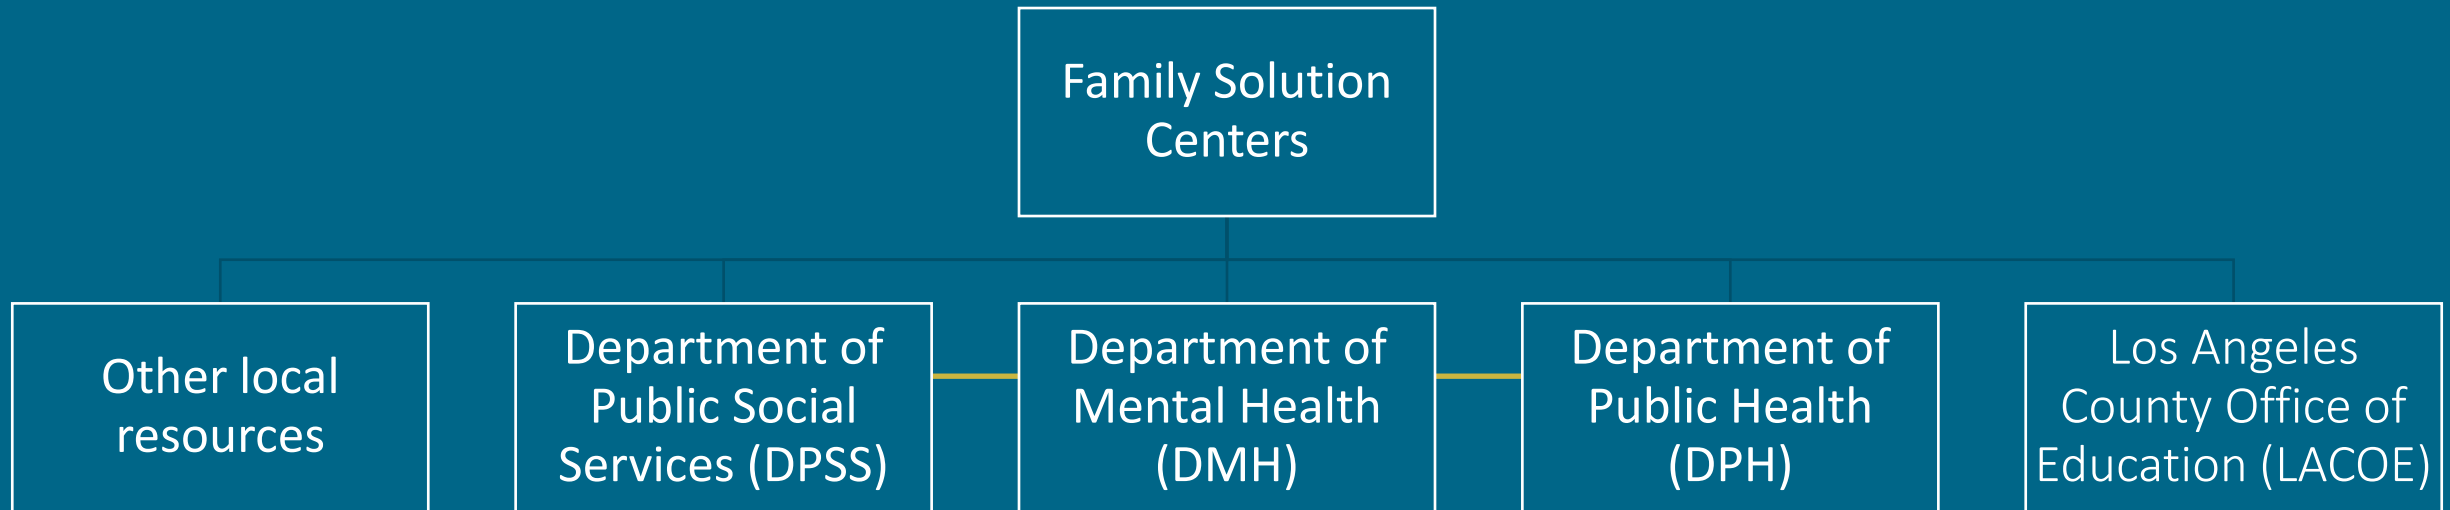 Family Solution
Centers
Other local
resources
Department of
Public Social
Services (DPSS)
Department of
Mental Health
(DMH)
Department of
Public Health
(DPH)
Los Angeles
County Office of
Education (LACOE)